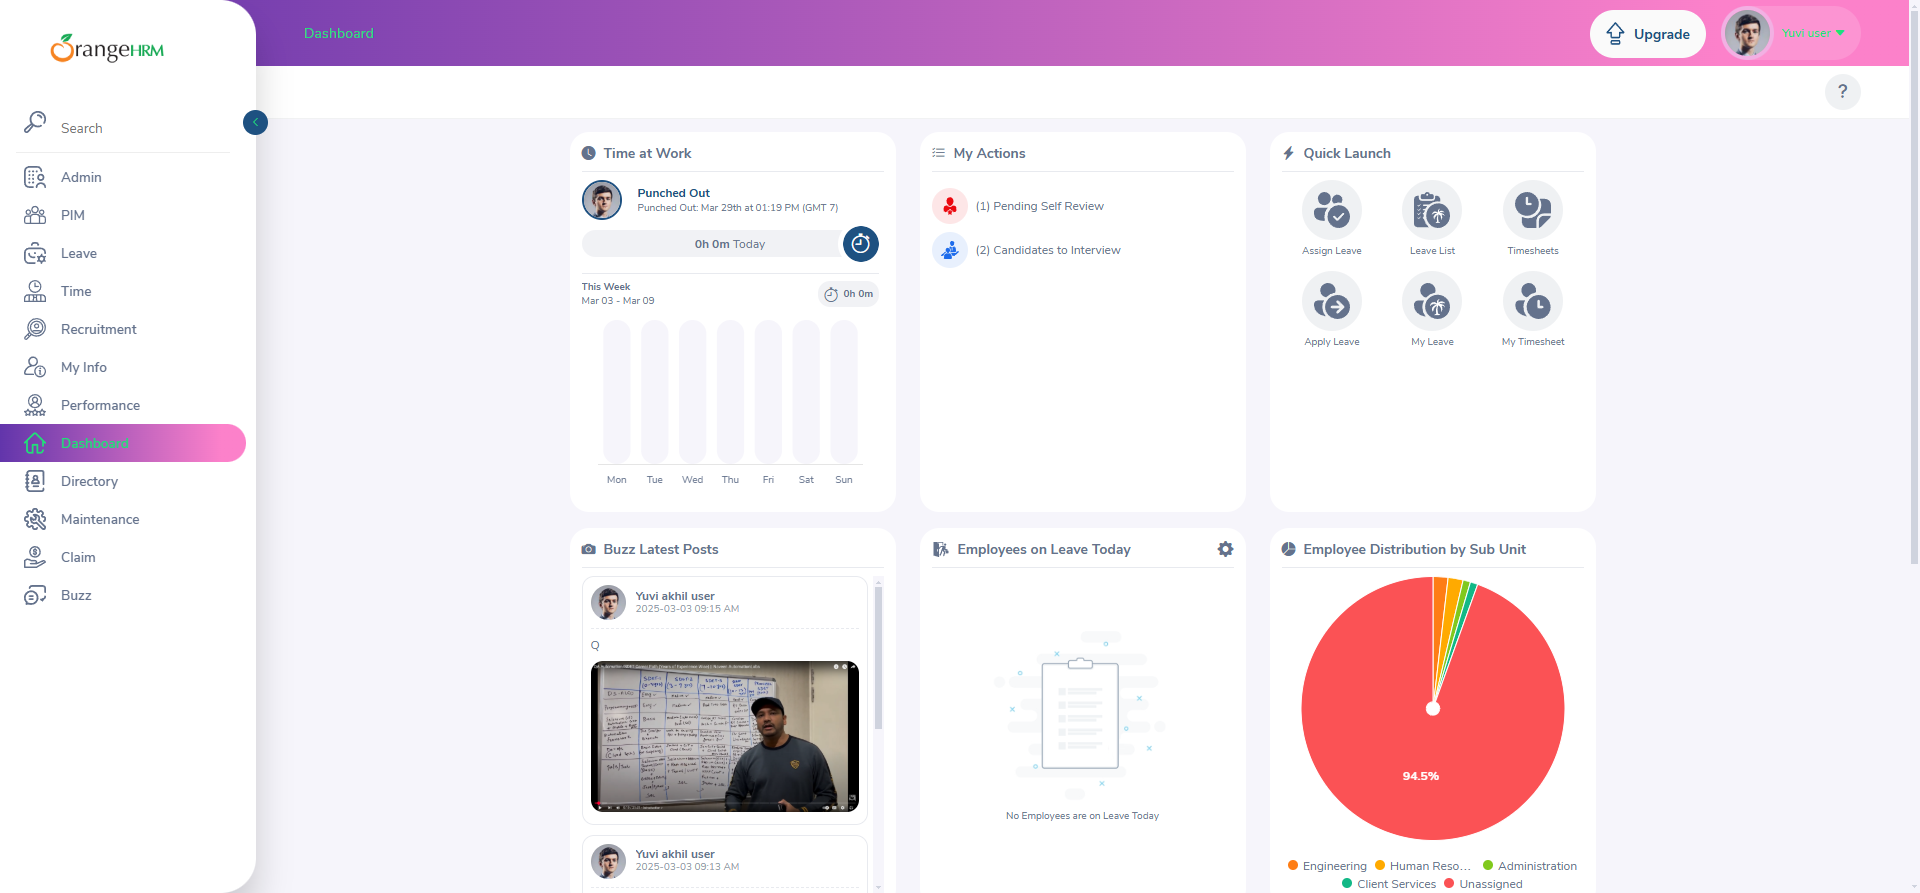 OrangeHRM
Dashboard
Upgrade
Yuvi user
?
Search
Admin
PIM
Leave
Time
Recruitment
My Info
Performance
Dashboard
Directory
Maintenance
Claim
Buzz
Time at Work
Punched Out
Punched Out: Mar 29th at 01:19 PM (GMT 7)
0h 0m Today
This Week
Mar 03 - Mar 09
0h 0m
Mon Tue Wed Thu Fri Sat Sun
My Actions
(1) Pending Self Review
(2) Candidates to Interview
Quick Launch
Assign Leave
Leave List
Timesheets
Apply Leave
My Leave
My Timesheet
Buzz Latest Posts
Yuvi akhil user
2025-03-03 09:15 AM
Q
Yuvi akhil user
2025-03-03 09:13 AM
Employees on Leave Today
No Employees are on Leave Today
Employee Distribution by Sub Unit
94.5%
Engineering Human Reso... Administration
Client Services Unassigned